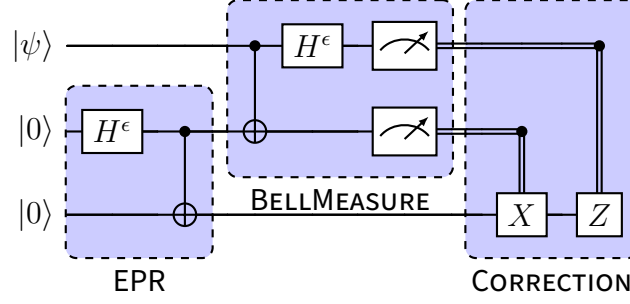 |ψ⟩ H^ϵ
|0⟩ H^ϵ
|0⟩ X Z
BELLMEASURE
EPR CORRECTION